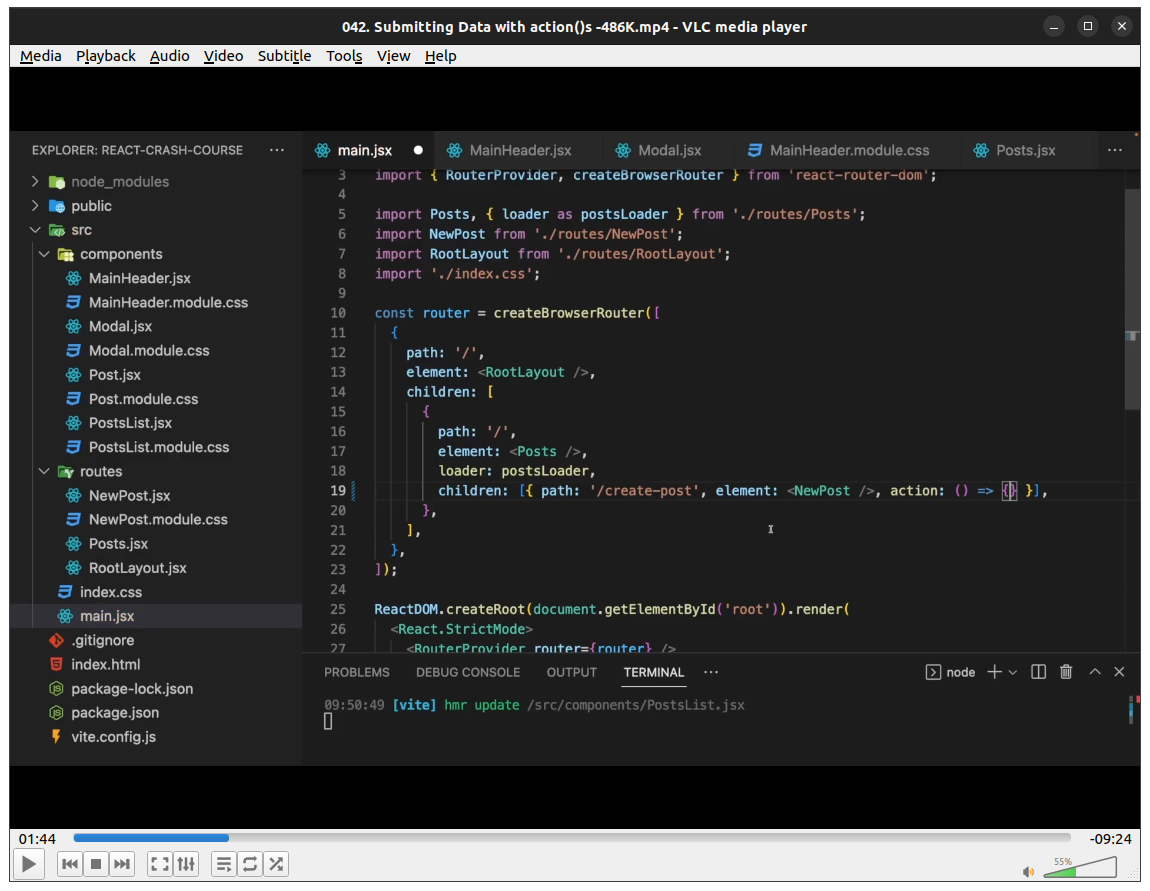 042. Submitting Data with action()s -486K.mp4 - VLC media player
Media Playback Audio Video Subtitle Tools View Help
EXPLORER: REACT-CRASH-COURSE ···
node_modules
public
src
components
MainHeader.jsx
MainHeader.module.css
Modal.jsx
Modal.module.css
Post.jsx
Post.module.css
PostsList.jsx
PostsList.module.css
routes
NewPost.jsx
NewPost.module.css
Posts.jsx
RootLayout.jsx
index.css
main.jsx
.gitignore
index.html
package-lock.json
package.json
vite.config.js
main.jsx MainHeader.jsx Modal.jsx MainHeader.module.css Posts.jsx ···
3 import { RouterProvider, createBrowserRouter } from 'react-router-dom';
4
5 import Posts, { loader as postsLoader } from './routes/Posts';
6 import NewPost from './routes/NewPost';
7 import RootLayout from './routes/RootLayout';
8 import './index.css';
9
10 const router = createBrowserRouter([
11 {
12 path: '/',
13 element: <RootLayout />,
14 children: [
15 {
16 path: '/',
17 element: <Posts />,
18 loader: postsLoader,
19 children: [{ path: '/create-post', element: <NewPost />, action: () => {} }],
20 },
21 ],
22 },
23 ]);
24
25 ReactDOM.createRoot(document.getElementById('root')).render(
26 <React.StrictMode>
27 <RouterProvider router={router} />
PROBLEMS DEBUG CONSOLE OUTPUT TERMINAL ··· node
09:50:49 [vite] hmr update /src/components/PostsList.jsx
01:44 -09:24
55%